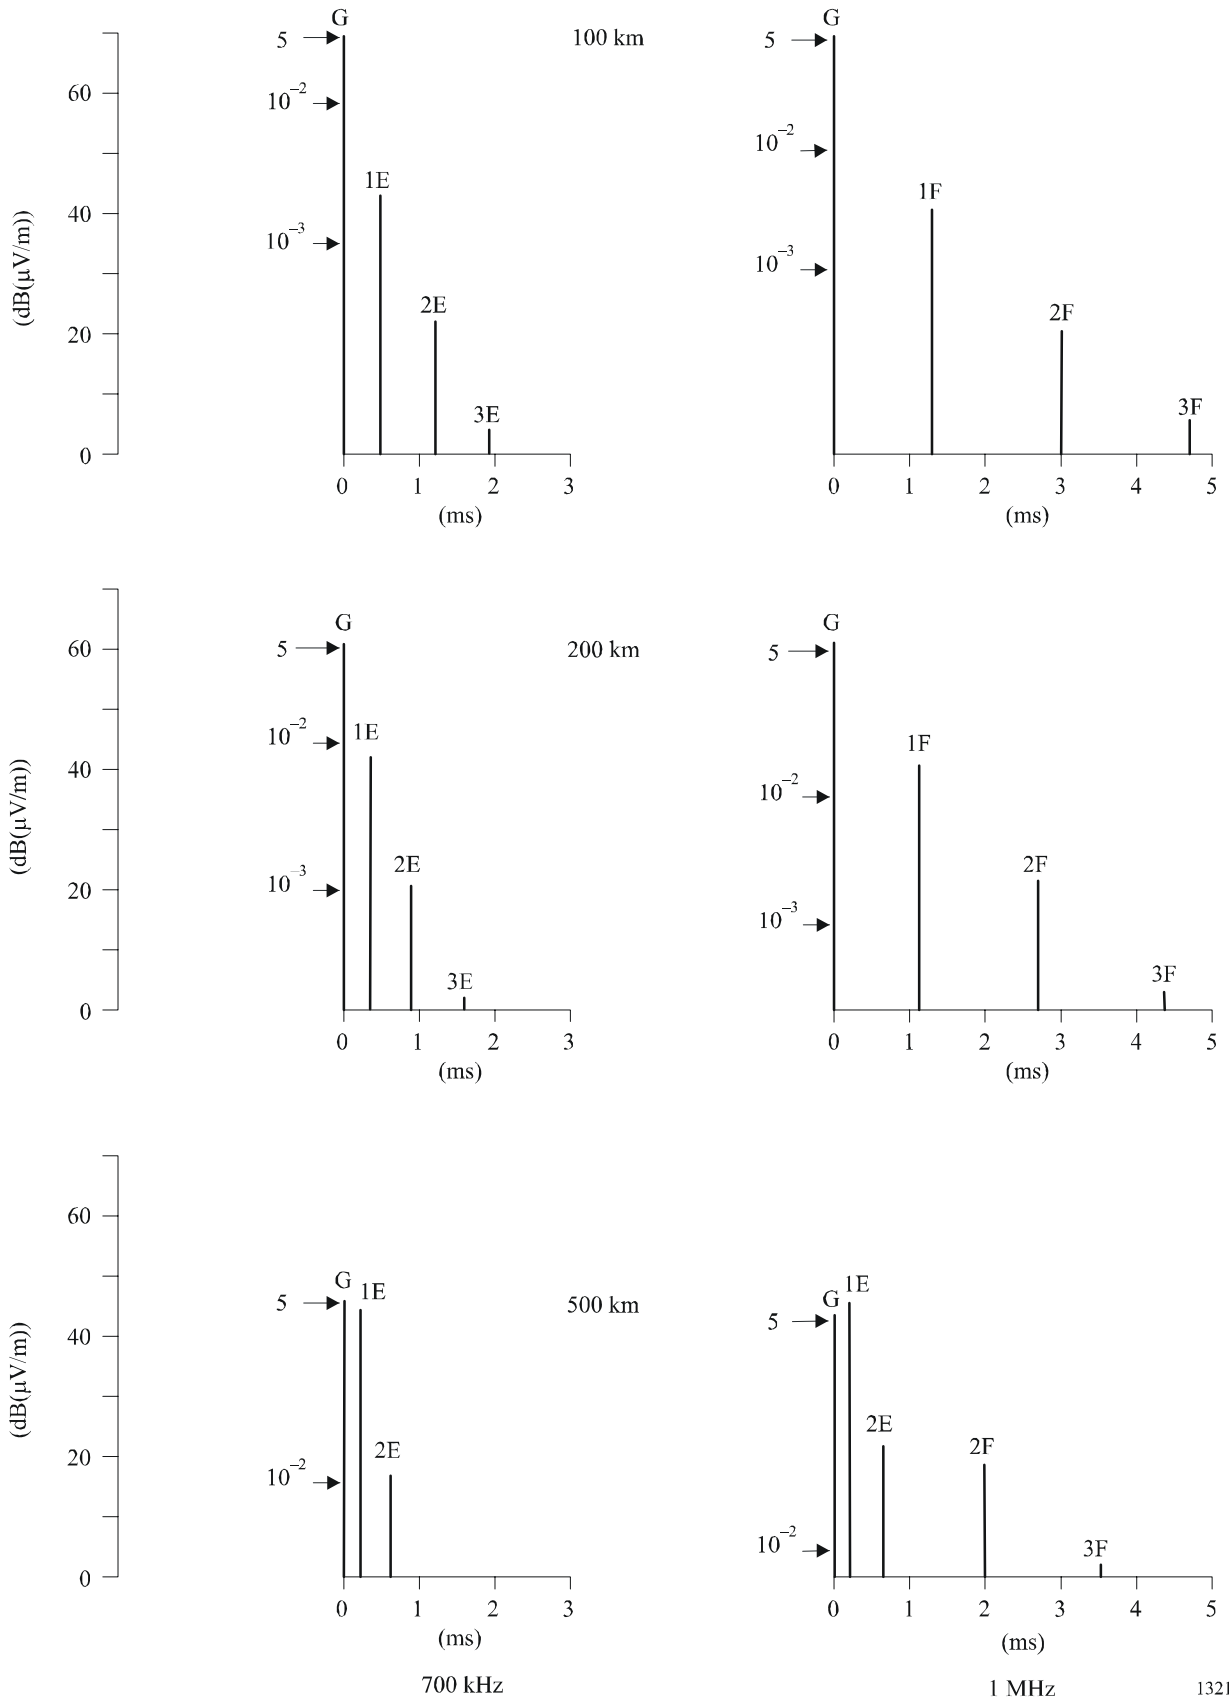 G G
5 100 km 5
60
10⁻² 10⁻²
1E 1F
40
10⁻³ 10⁻³
(dB(μV/m))
2E 2F
20
3E 3F
0
0 1 2 3 0 1 2 3 4 5
(ms) (ms)
G G
60 5 200 km 5
10⁻² 1E 1F
40 10⁻²
(dB(μV/m))
2E 2F
20 10⁻³ 10⁻³
3E 3F
0
0 1 2 3 0 1 2 3 4 5
(ms) (ms)
60
G 1E G 1E
5 500 km 5
40
(dB(μV/m))
2E 2E 2F
20
10⁻² 10⁻² 3F
0
0 1 2 3 0 1 2 3 4 5
(ms) (ms)
700 kHz 1 MHz 1321